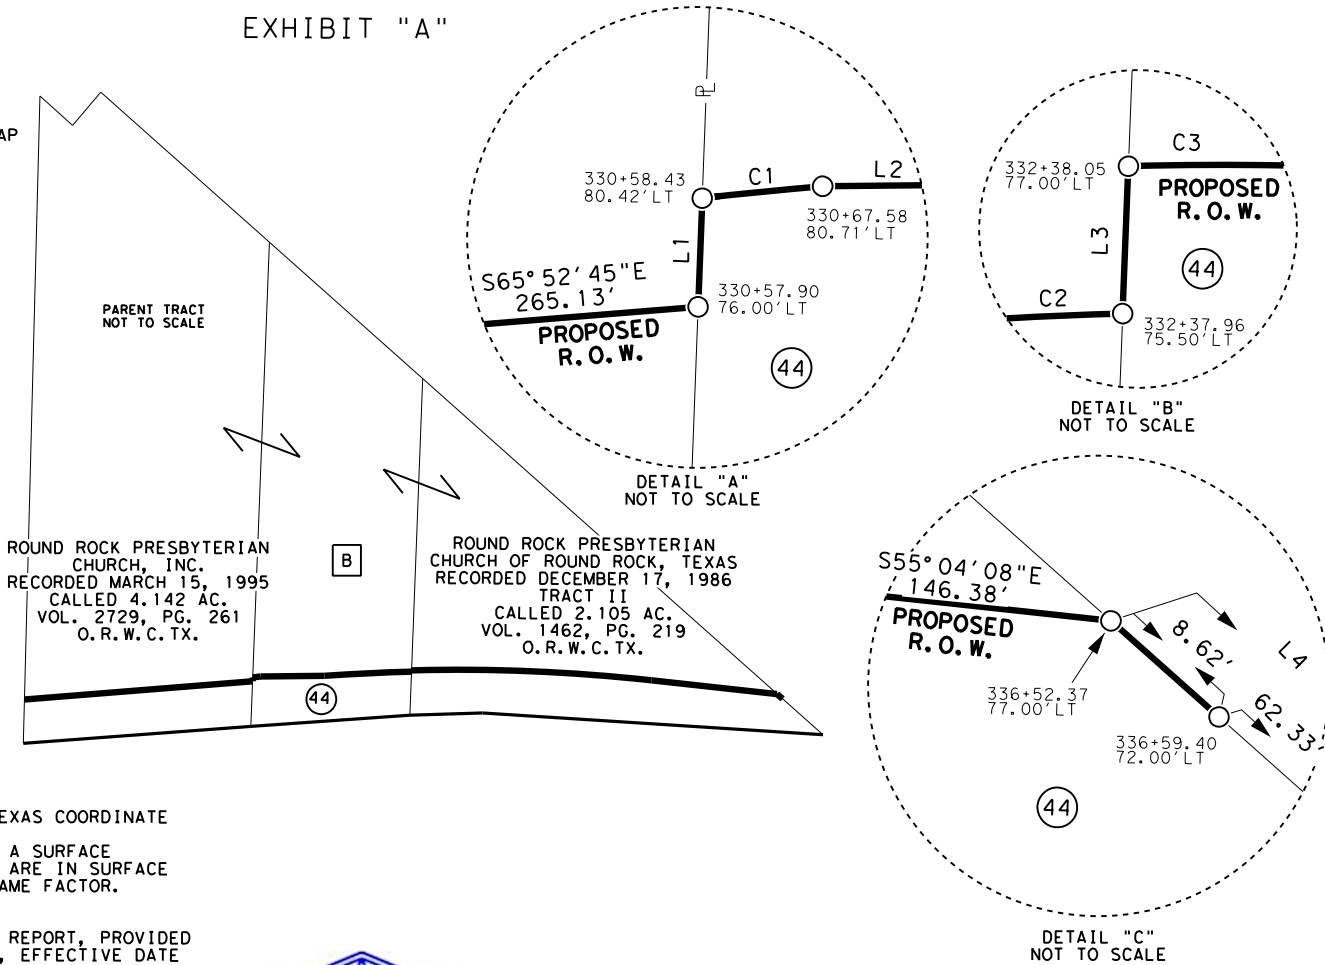 EXHIBIT "A"
AP
PARENT TRACT
NOT TO SCALE
ROUND ROCK PRESBYTERIAN
CHURCH, INC.
RECORDED MARCH 15, 1995
CALLED 4.142 AC.
VOL. 2729, PG. 261
O.R.W.C.TX.
B
ROUND ROCK PRESBYTERIAN
CHURCH OF ROUND ROCK, TEXAS
RECORDED DECEMBER 17, 1986
TRACT II
CALLED 2.105 AC.
VOL. 1462, PG. 219
O.R.W.C.TX.
44
PL
330+58.43
80.42'LT
C1
L2
330+67.58
80.71'LT
L1
S65°52'45"E
265.13'
PROPOSED
R.O.W.
330+57.90
76.00'LT
44
DETAIL "A"
NOT TO SCALE
C3
332+38.05
77.00'LT
PROPOSED
R.O.W.
L3
44
C2
332+37.96
75.50'LT
DETAIL "B"
NOT TO SCALE
S55°04'08"E
146.38'
PROPOSED
R.O.W.
8.62'
L4
62.33'
336+52.37
77.00'LT
336+59.40
72.00'LT
44
DETAIL "C"
NOT TO SCALE
EXAS COORDINATE
A SURFACE
ARE IN SURFACE
AME FACTOR.
REPORT, PROVIDED
, EFFECTIVE DATE